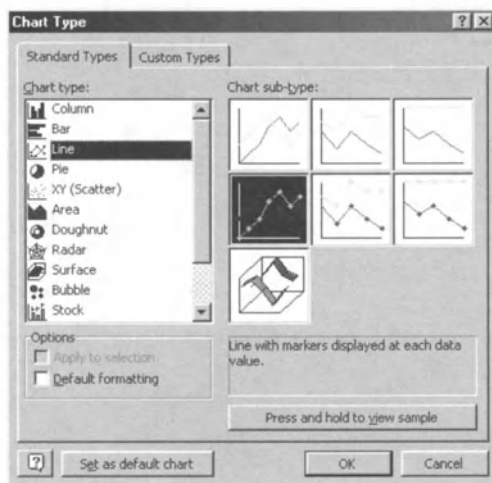 Chart Type
Standard Types
Custom Types
Chart type:
Column
Bar
Line
Pie
XY (Scatter)
Area
Doughnut
Radar
Surface
Bubble
Stock
Options
Apply to selection
Default formatting
Chart sub-type:
Line with markers displayed at each data
value.
Press and hold to view sample
Set as default chart
OK
Cancel